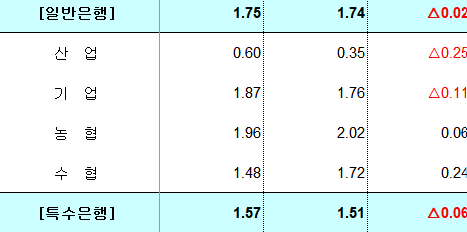 [일반은행] 1.75 1.74 △0.02
산 업 0.60 0.35 △0.25
기 업 1.87 1.76 △0.11
농 협 1.96 2.02 0.06
수 협 1.48 1.72 0.24
[특수은행] 1.57 1.51 △0.06